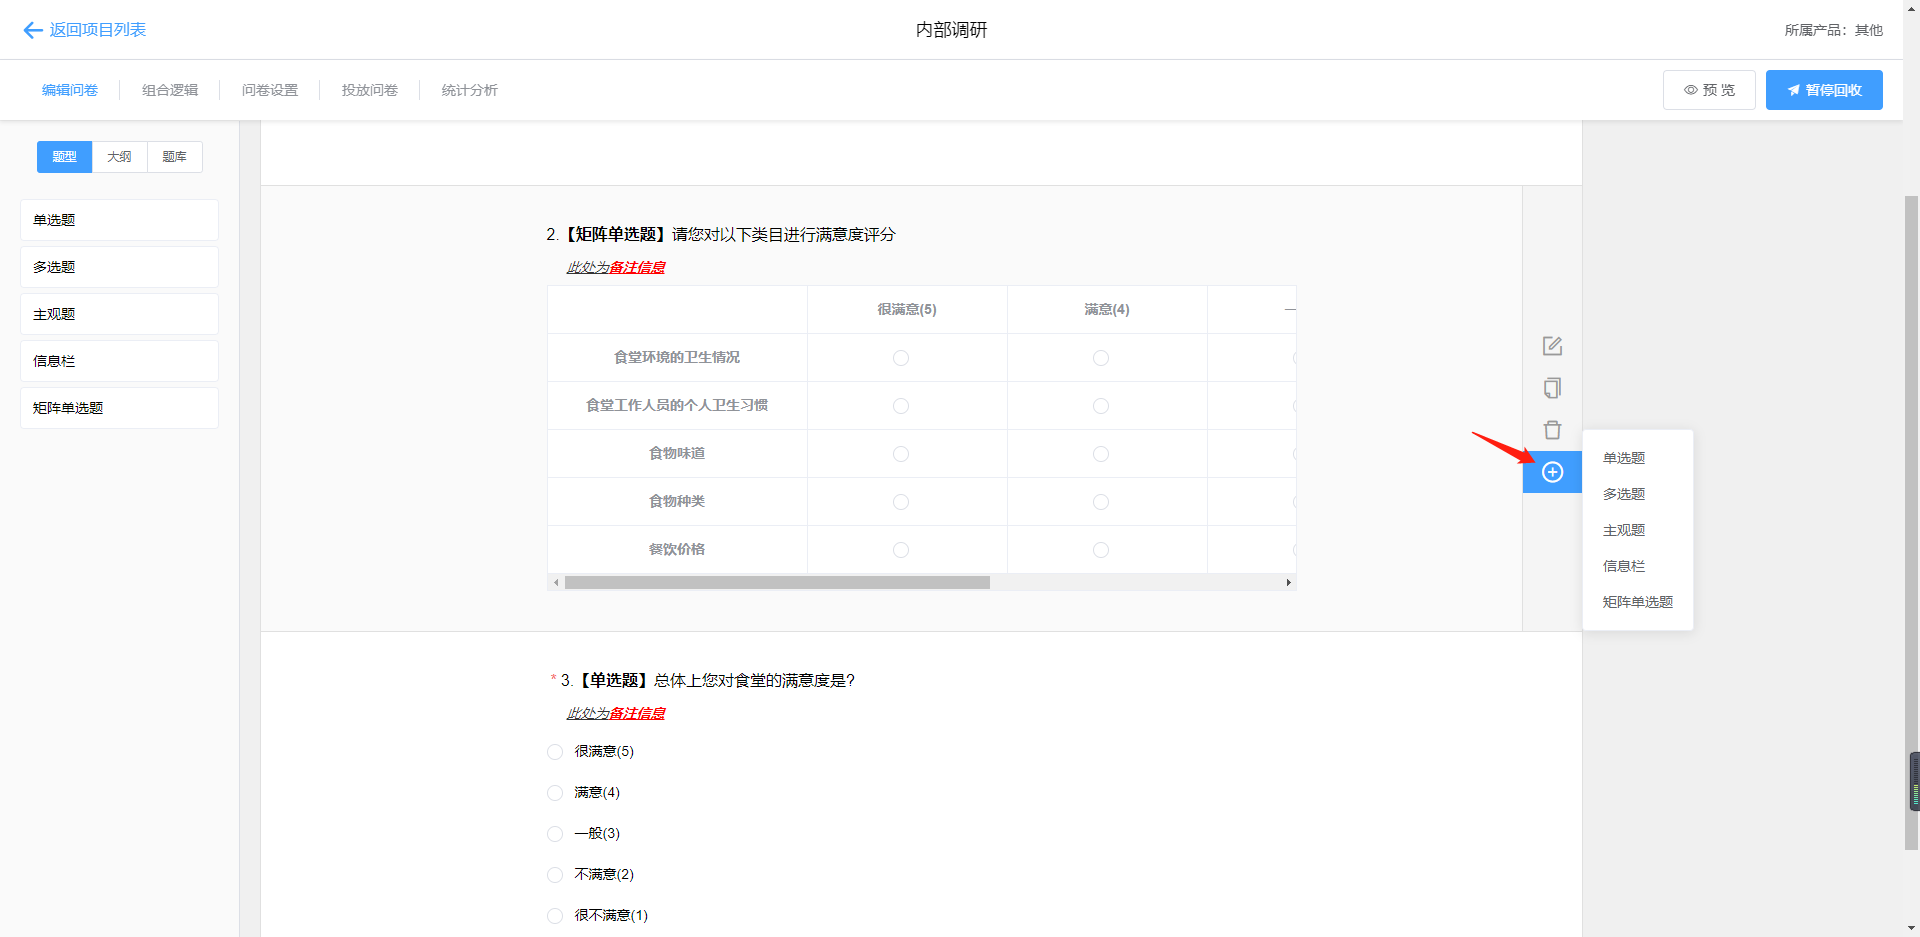 返回项目列表
内部调研
所属产品：其他
编辑问卷
组合逻辑
问卷设置
投放问卷
统计分析
预 览
暂停回收
题型
大纲
题库
单选题
多选题
主观题
信息栏
矩阵单选题
2.【矩阵单选题】请您对以下类目进行满意度评分
此处为备注信息
很满意(5)
满意(4)
食堂环境的卫生情况
食堂工作人员的个人卫生习惯
食物味道
食物种类
餐饮价格
单选题
多选题
主观题
信息栏
矩阵单选题
* 3.【单选题】总体上您对食堂的满意度是?
此处为备注信息
很满意(5)
满意(4)
一般(3)
不满意(2)
很不满意(1)